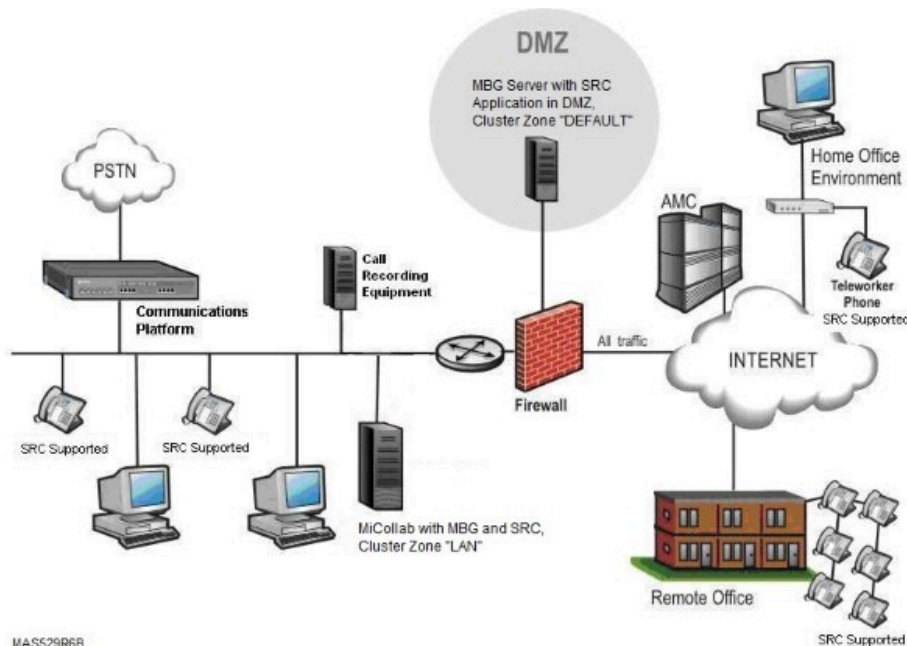 DMZ
MBG Server with SRC
Application in DMZ,
Cluster Zone "DEFAULT"
PSTN
Home Office
Environment
AMC
Call
Recording
Equipment
Communications
Platform
Teleworker
Phone
SRC Supported
All traffic
INTERNET
Firewall
SRC Supported
SRC Supported
MiCollab with MBG and SRC,
Cluster Zone "LAN"
Remote Office
SRC Supported
MAS529R6B